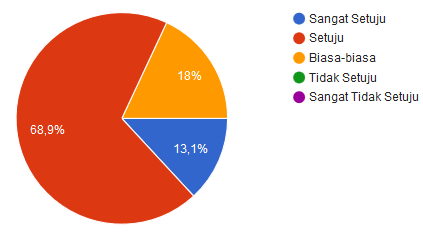 Sangat Setuju
Setuju
Biasa-biasa
Tidak Setuju
Sangat Tidak Setuju
18%
68,9%
13,1%